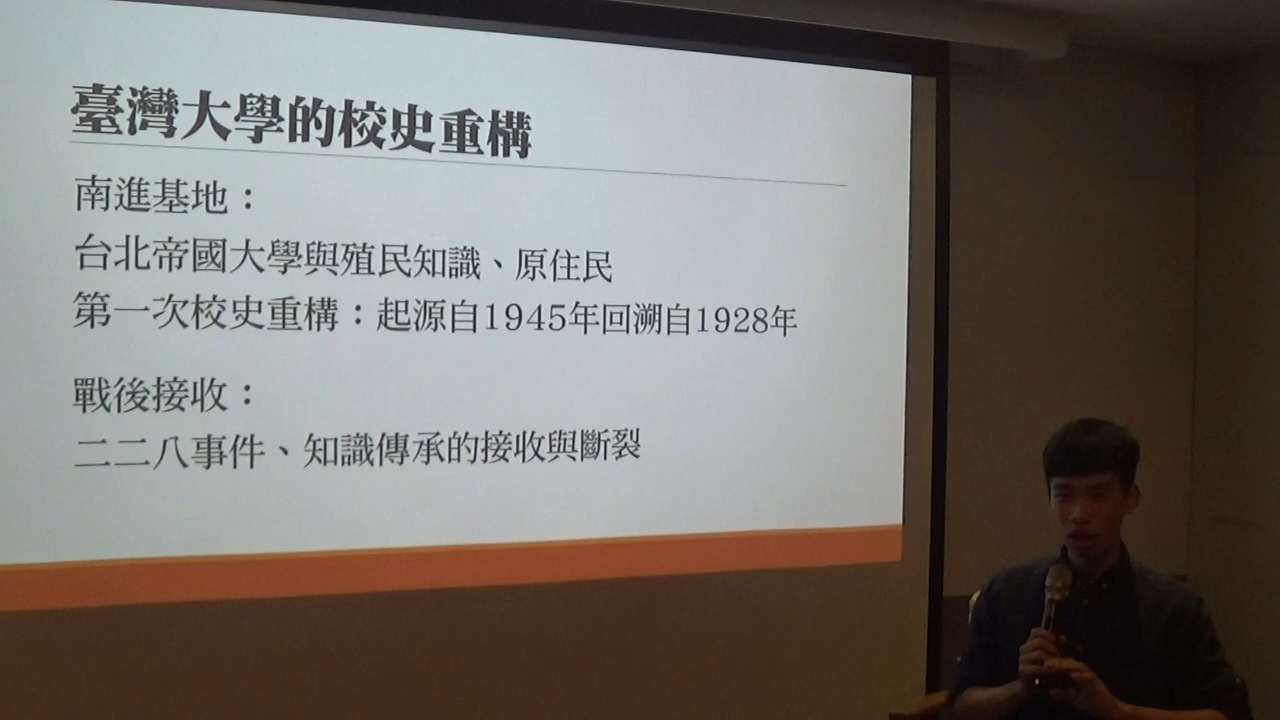 臺灣大學的校史重構
南進基地：
台北帝國大學與殖民知識、原住民
第一次校史重構：起源自1945年回溯自1928年
戰後接收：
二二八事件、知識傳承的接收與斷裂